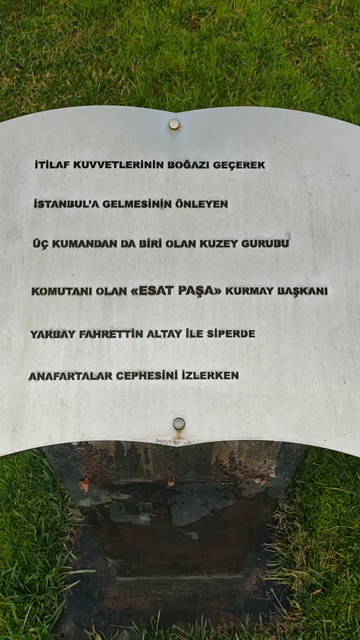 İTİLAF KUVVETLERİNİN BOĞAZI GEÇEREK
İSTANBUL'A GELMESİNİN ÖNLEYEN
ÜÇ KUMANDAN DA BİRİ OLAN KUZEY GURUBU
KOMUTANI OLAN «ESAT PAŞA» KURMAY BAŞKANI
YARBAY FAHRETTİN ALTAY İLE SİPERDE
ANAFARTALAR CEPHESİNİ İZLERKEN